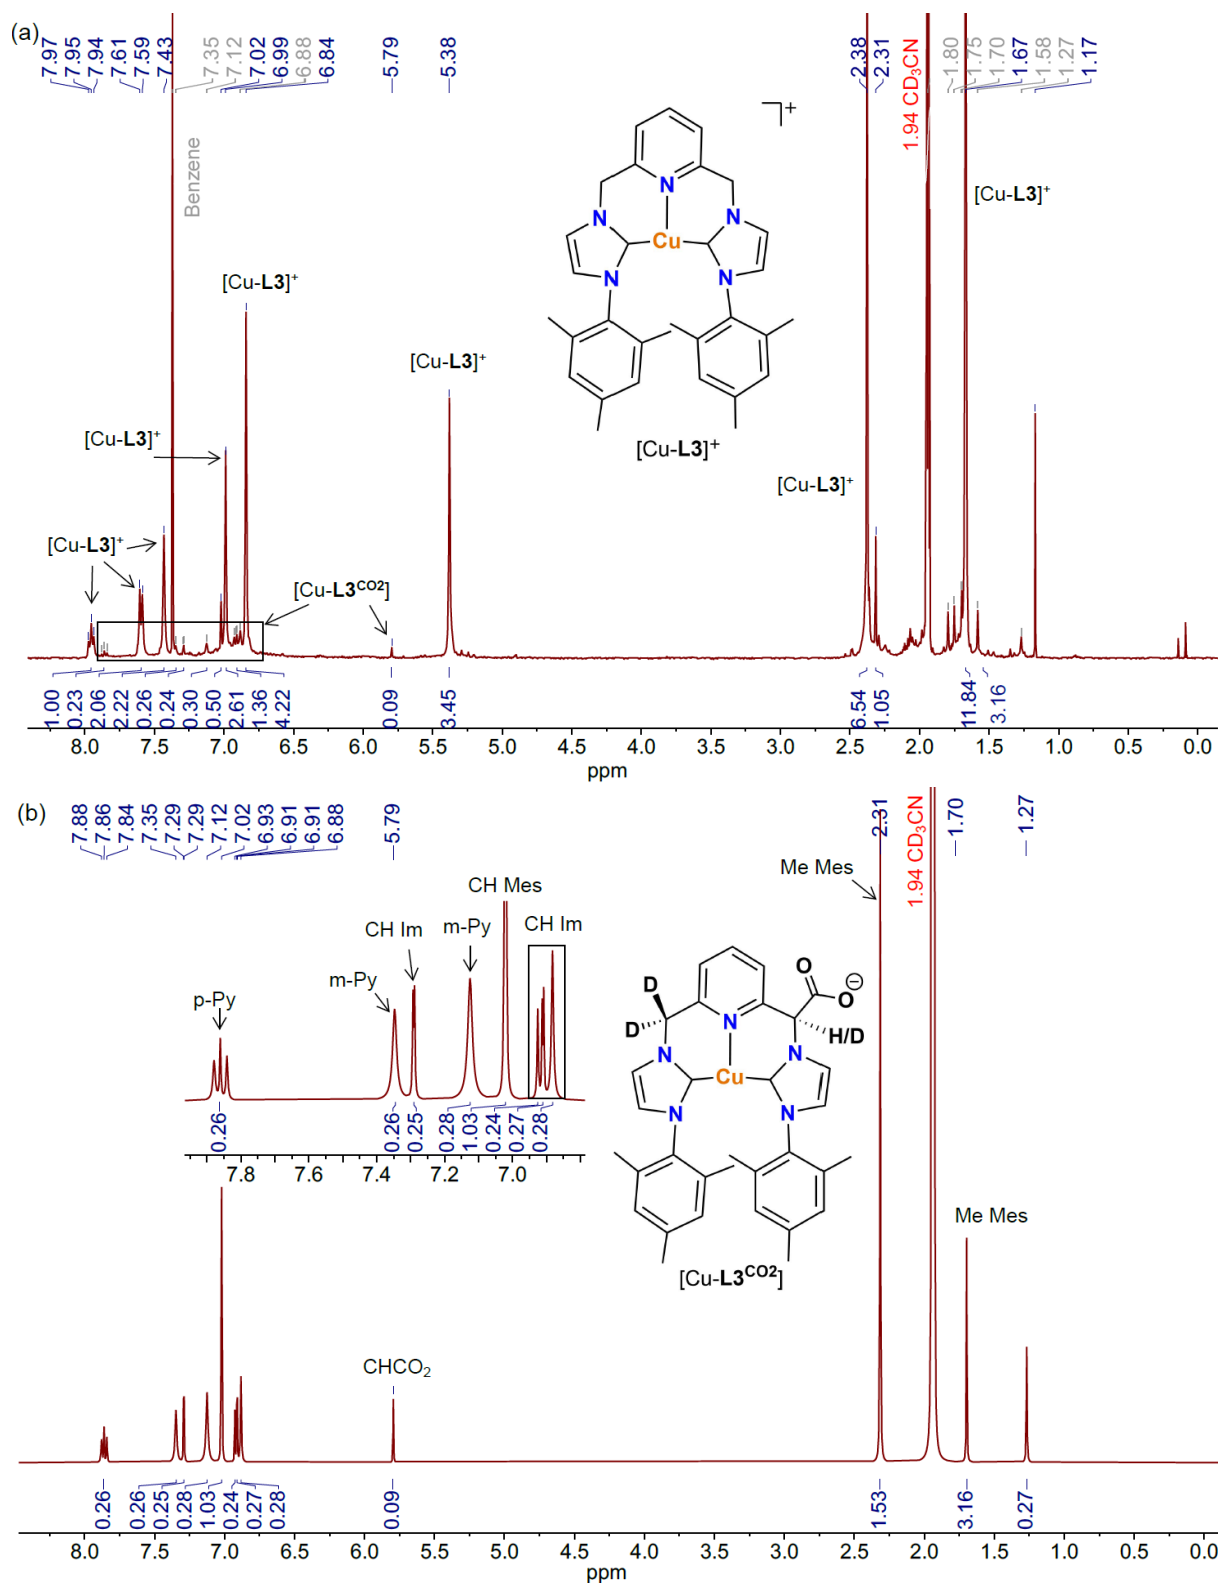 (a)
7.97
7.95
7.94
7.61
7.59
7.43
7.35
7.12
7.02
6.99
6.88
6.84
5.79
5.38
2.38
2.31
1.94 CD3CN
1.80
1.75
1.70
1.67
1.58
1.27
1.17
Benzene
[Cu-L3]+
[Cu-L3]+
[Cu-L3]+
[Cu-L3]+
[Cu-L3CO2]
[Cu-L3]+
[Cu-L3]+
+
N
N
N
Cu
N
N
[Cu-L3]+
1.00
0.23
2.06
2.22
0.26
0.24
0.30
0.50
2.61
1.36
4.22
0.09
3.45
6.54
1.05
11.84
3.16
8.0 7.5 7.0 6.5 6.0 5.5 5.0 4.5 4.0 3.5 3.0 2.5 2.0 1.5 1.0 0.5 0.0
ppm
(b)
7.88
7.86
7.84
7.35
7.29
7.29
7.12
7.02
6.93
6.91
6.91
6.88
5.79
2.31
1.94 CD3CN
1.70
1.27
Me Mes
CH Mes
CH Im
m-Py
CH Im
m-Py
p-Py
0.26
0.26
0.25
0.28
1.03
0.24
0.27
0.28
7.8 7.6 7.4 7.2 7.0
D
D
O
O⊖
H/D
N
N
N
Cu
N
N
[Cu-L3CO2]
Me Mes
CHCO2
0.26
0.26
0.25
0.28
1.03
0.24
0.27
0.28
0.09
1.53
3.16
0.27
8.0 7.5 7.0 6.5 6.0 5.5 5.0 4.5 4.0 3.5 3.0 2.5 2.0 1.5 1.0 0.5 0.0
ppm